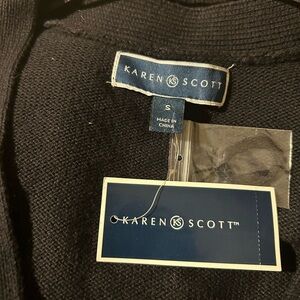 KAREN KS SCOTT
S
MADE IN
CHINA
KAREN KS SCOTT™